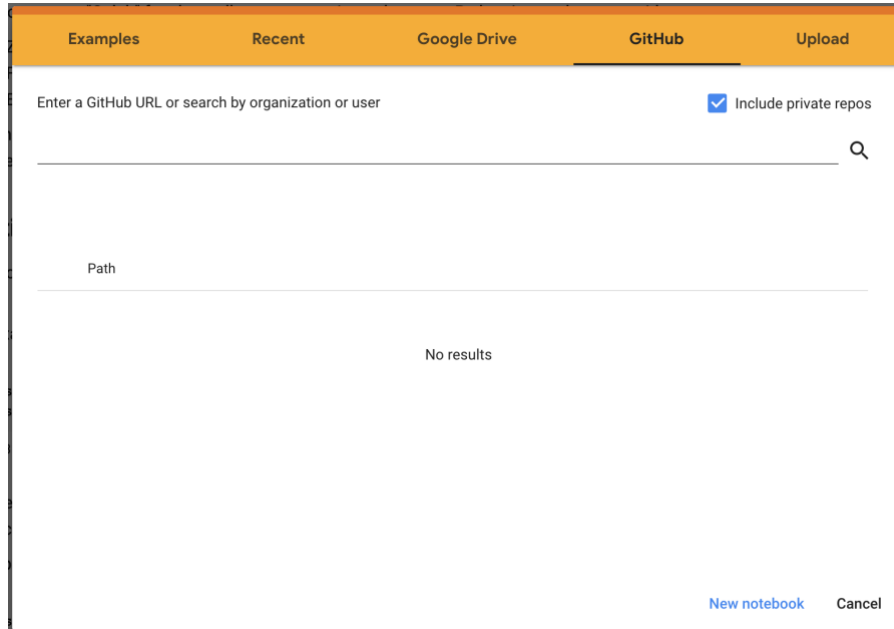 Examples Recent Google Drive GitHub Upload
Enter a GitHub URL or search by organization or user Include private repos
Path
No results
New notebook Cancel